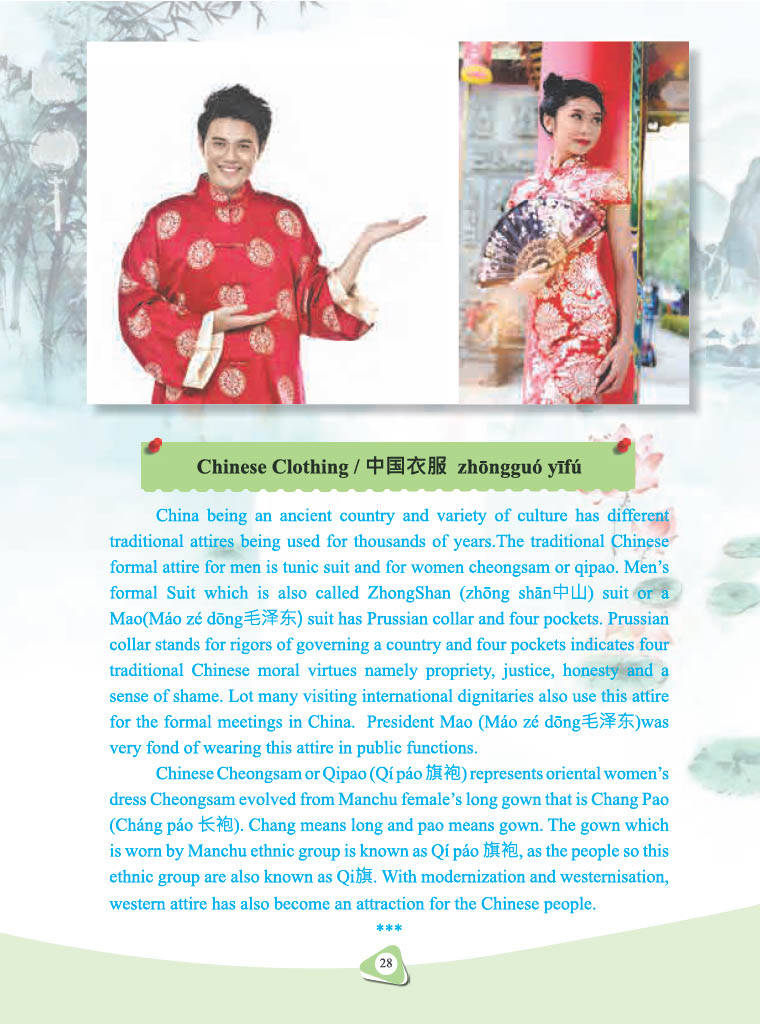 Chinese Clothing / 中国衣服 zhōngguó yīfú
China being an ancient country and variety of culture has different
traditional attires being used for thousands of years.The traditional Chinese
formal attire for men is tunic suit and for women cheongsam or qipao. Men’s
formal Suit which is also called ZhongShan (zhōng shān中山) suit or a
Mao(Máo zé dōng毛泽东) suit has Prussian collar and four pockets. Prussian
collar stands for rigors of governing a country and four pockets indicates four
traditional Chinese moral virtues namely propriety, justice, honesty and a
sense of shame. Lot many visiting international dignitaries also use this attire
for the formal meetings in China. President Mao (Máo zé dōng毛泽东)was
very fond of wearing this attire in public functions.
Chinese Cheongsam or Qipao (Qí páo 旗袍) represents oriental women’s
dress Cheongsam evolved from Manchu female’s long gown that is Chang Pao
(Cháng páo 长袍). Chang means long and pao means gown. The gown which
is worn by Manchu ethnic group is known as Qí páo 旗袍, as the people so this
ethnic group are also known as Qi旗. With modernization and westernisation,
western attire has also become an attraction for the Chinese people.
***
28